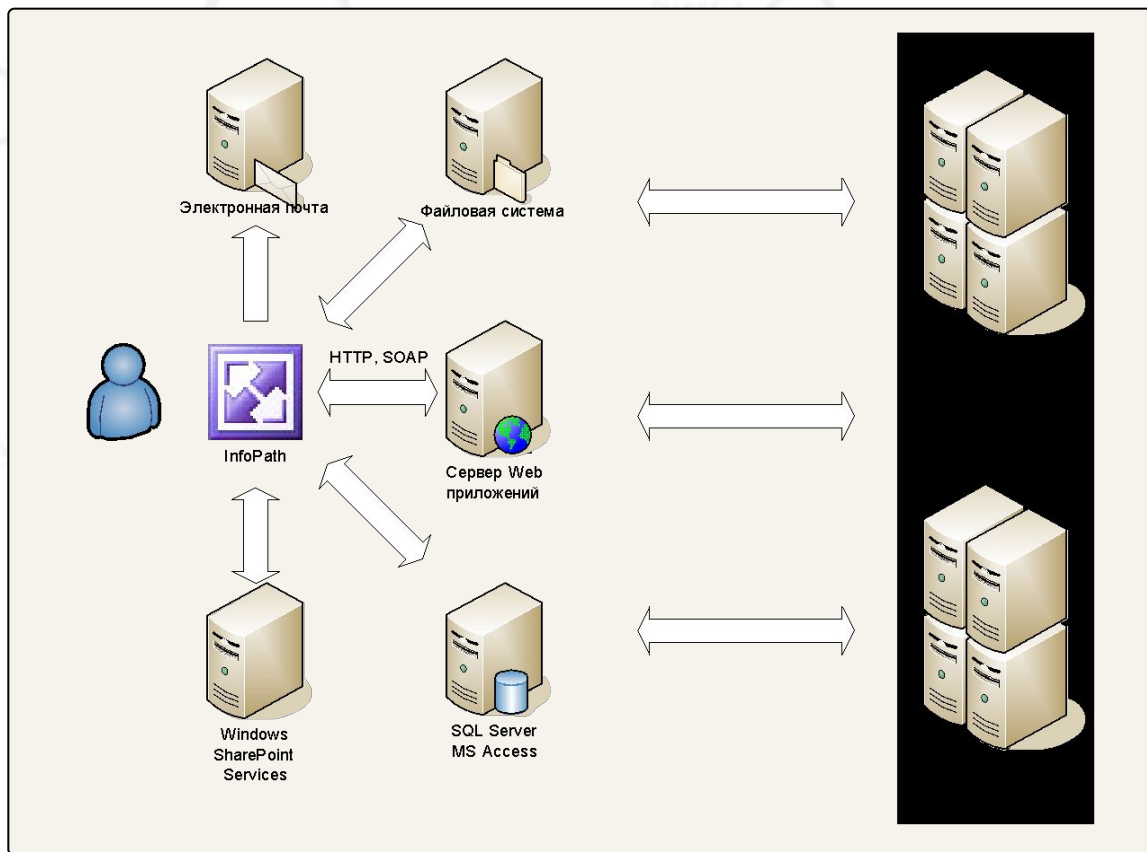 Электронная почта
Файловая система
HTTP, SOAP
InfoPath
Сервер Web
приложений
Windows
SharePoint
Services
SQL Server
MS Access